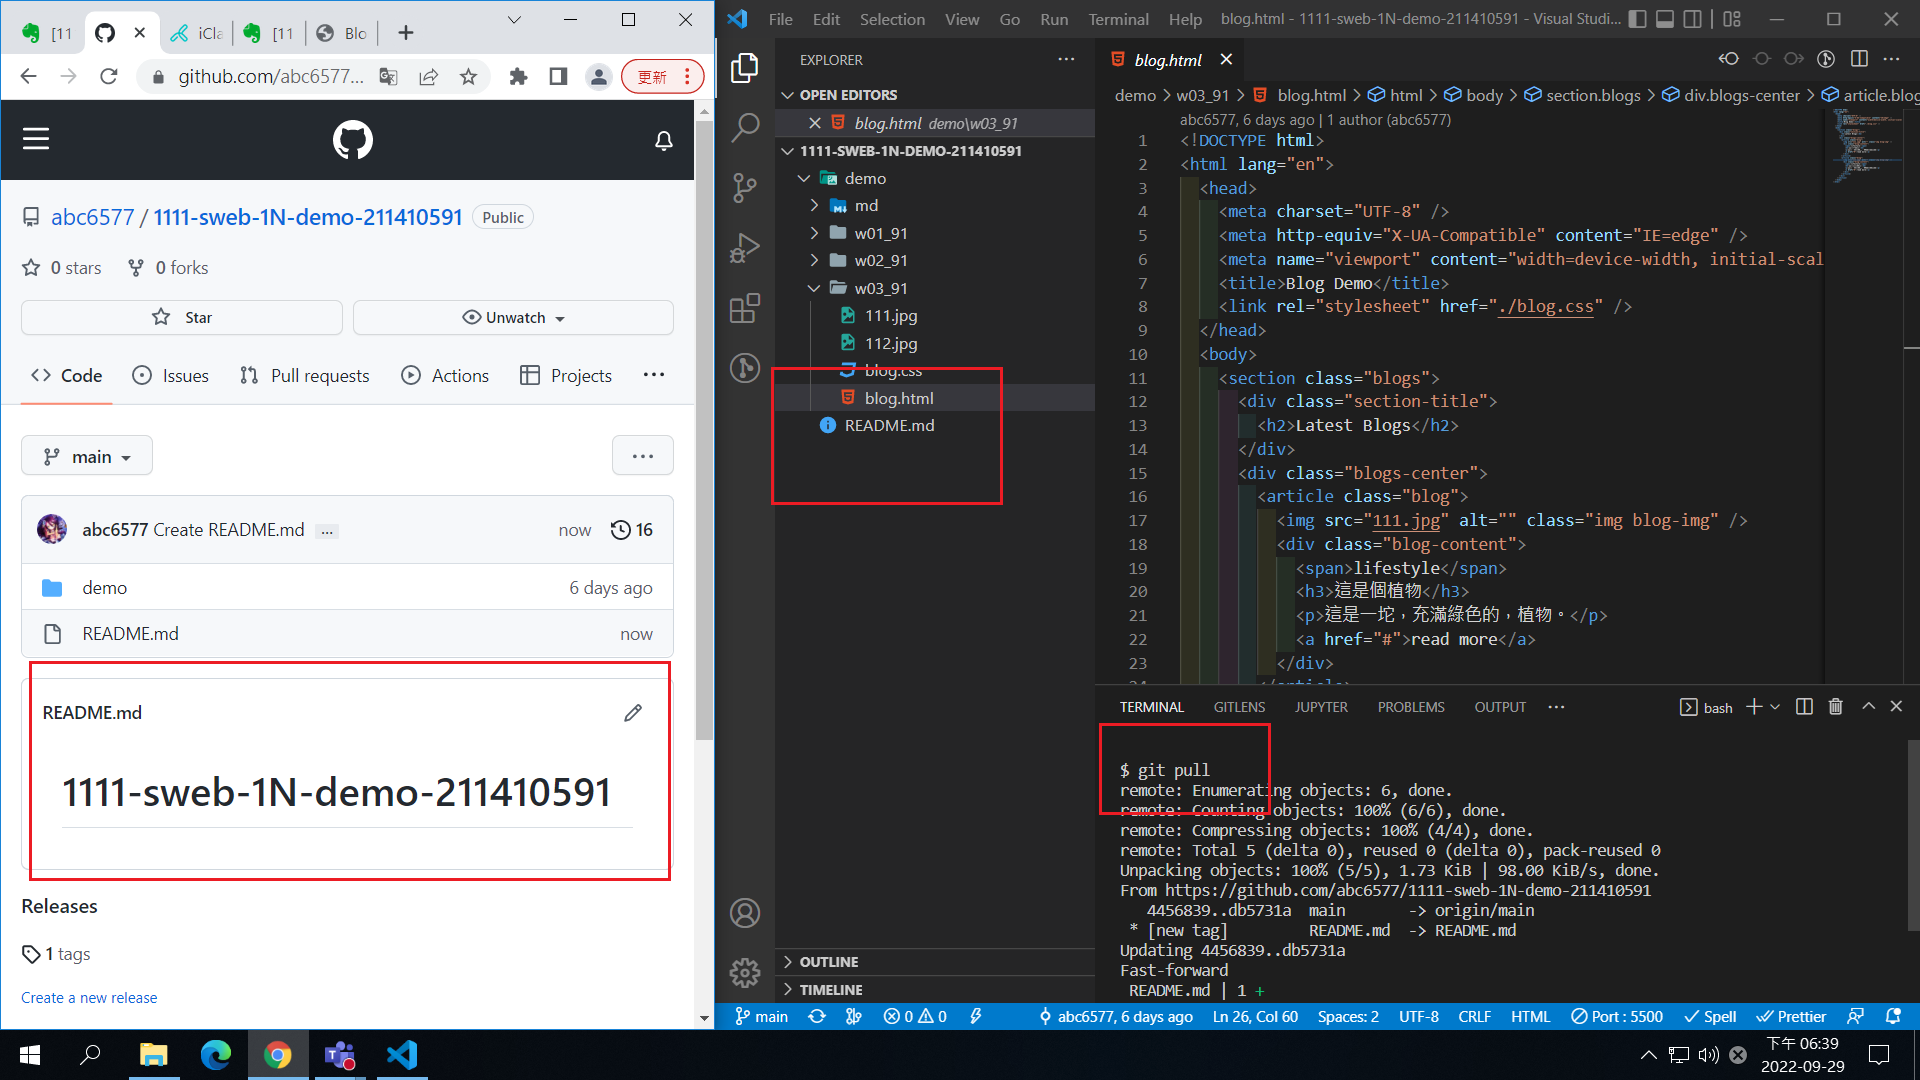 [11
iCla
[11
Blo
github.com/abc6577...
更新
abc6577 / 1111-sweb-1N-demo-211410591 Public
0 stars 0 forks
Star
Unwatch
Code Issues Pull requests Actions Projects ...
main
...
abc6577 Create README.md ... now 16
demo 6 days ago
README.md now
README.md
1111-sweb-1N-demo-211410591
Releases
1 tags
Create a new release
File Edit Selection View Go Run Terminal Help blog.html - 1111-sweb-1N-demo-211410591 - Visual Studi...
EXPLORER ...
OPEN EDITORS
blog.html demo\w03_91
1111-SWEB-1N-DEMO-211410591
demo
md
w01_91
w02_91
w03_91
111.jpg
112.jpg
blog.css
blog.html
README.md
OUTLINE
TIMELINE
blog.html
demo > w03_91 > blog.html > html > body > section.blogs > div.blogs-center > article.blog
abc6577, 6 days ago | 1 author (abc6577)
1 <!DOCTYPE html>
2 <html lang="en">
3 <head>
4 <meta charset="UTF-8" />
5 <meta http-equiv="X-UA-Compatible" content="IE=edge" />
6 <meta name="viewport" content="width=device-width, initial-scal
7 <title>Blog Demo</title>
8 <link rel="stylesheet" href="./blog.css" />
9 </head>
10 <body>
11 <section class="blogs">
12 <div class="section-title">
13 <h2>Latest Blogs</h2>
14 </div>
15 <div class="blogs-center">
16 <article class="blog">
17 <img src="111.jpg" alt="" class="img blog-img" />
18 <div class="blog-content">
19 <span>lifestyle</span>
20 <h3>這是個植物</h3>
21 <p>這是一坨，充滿綠色的，植物。</p>
22 <a href="#">read more</a>
23 </div>
24 </article>
TERMINAL GITLENS JUPYTER PROBLEMS OUTPUT ... bash
$ git pull
remote: Enumerating objects: 6, done.
remote: Counting objects: 100% (6/6), done.
remote: Compressing objects: 100% (4/4), done.
remote: Total 5 (delta 0), reused 0 (delta 0), pack-reused 0
Unpacking objects: 100% (5/5), 1.73 KiB | 98.00 KiB/s, done.
From https://github.com/abc6577/1111-sweb-1N-demo-211410591
4456839..db5731a main -> origin/main
* [new tag] README.md -> README.md
Updating 4456839..db5731a
Fast-forward
README.md | 1 +
main 0 0 abc6577, 6 days ago Ln 26, Col 60 Spaces: 2 UTF-8 CRLF HTML Port : 5500 Spell Prettier
下午 06:39
2022-09-29